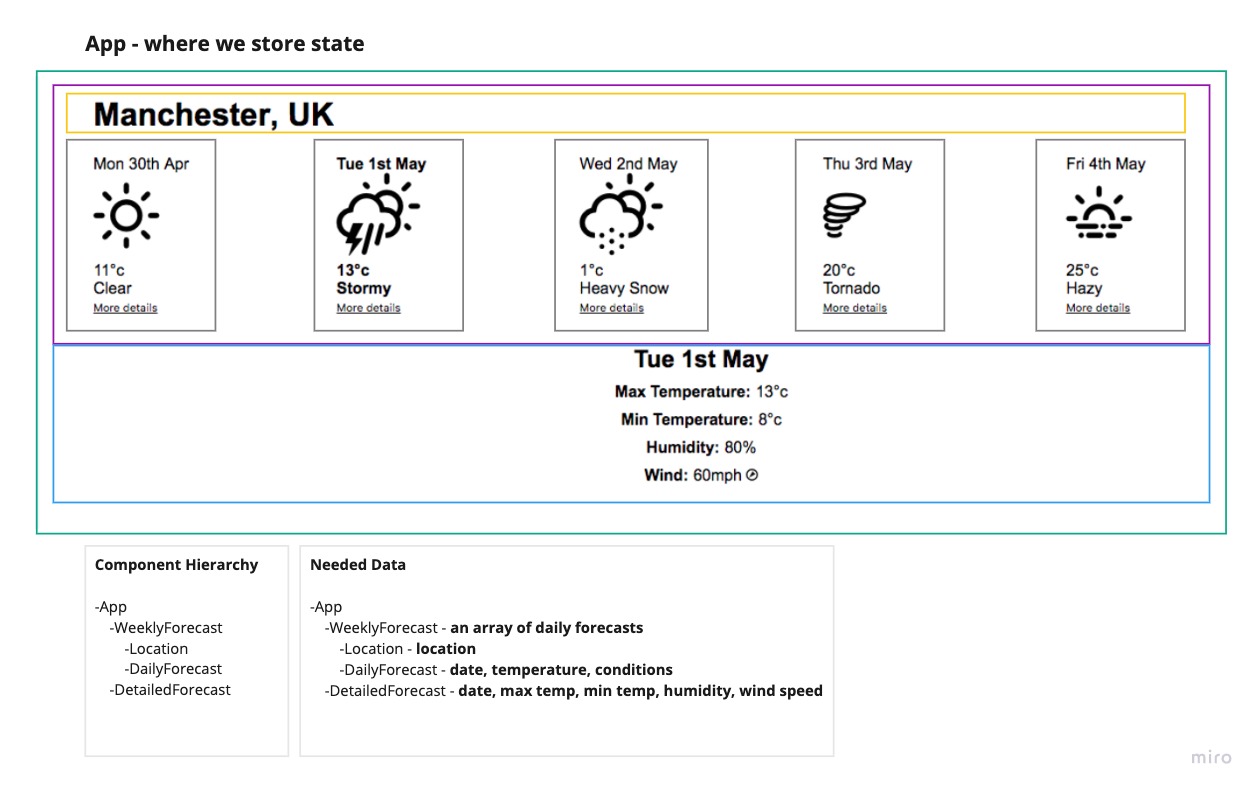 App - where we store state
Manchester, UK
Mon 30th Apr
11°c
Clear
More details
Tue 1st May
13°c
Stormy
More details
Wed 2nd May
1°c
Heavy Snow
More details
Thu 3rd May
20°c
Tornado
More details
Fri 4th May
25°c
Hazy
More details
Tue 1st May
Max Temperature: 13°c
Min Temperature: 8°c
Humidity: 80%
Wind: 60mph
Component Hierarchy
-App
-WeeklyForecast
-Location
-DailyForecast
-DetailedForecast
Needed Data
-App
-WeeklyForecast - an array of daily forecasts
-Location - location
-DailyForecast - date, temperature, conditions
-DetailedForecast - date, max temp, min temp, humidity, wind speed
miro